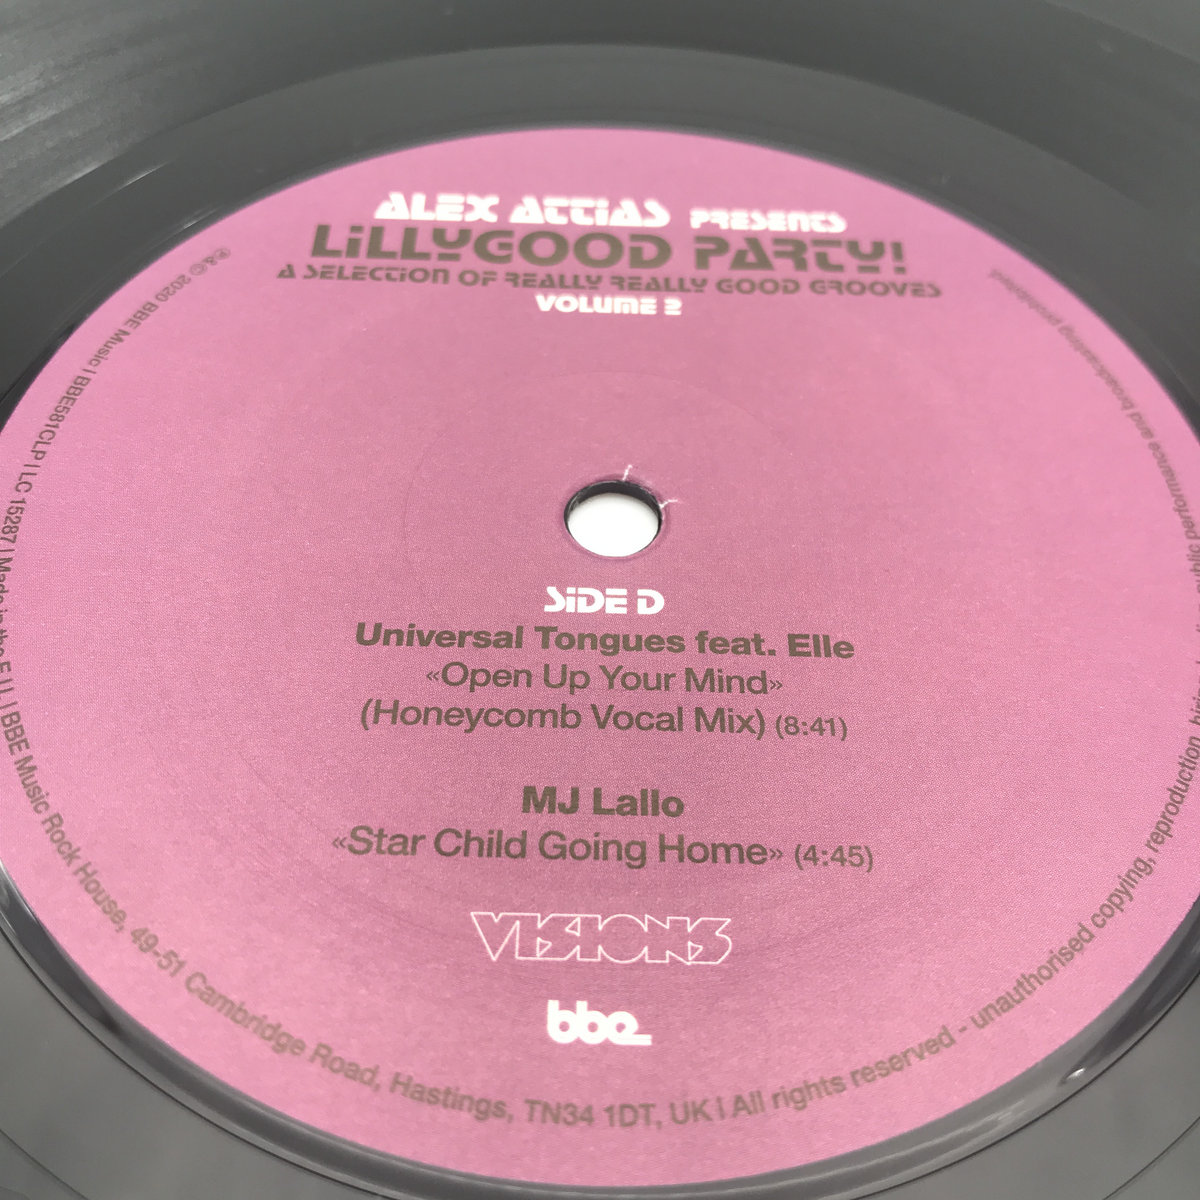 ALEX ATTIAS PRESENTS
LILLYGOOD PARTY!
A SELECTION OF REALLY REALLY GOOD GROOVES
VOLUME 2
SIDE D
Universal Tongues feat. Elle
«Open Up Your Mind»
(Honeycomb Vocal Mix) (8:41)
MJ Lallo
«Star Child Going Home» (4:45)
VISIONS
bbe
℗&© 2020 BBE Music I BBE581CLP I LC 15287 I Made in the E.U. I BBE Music Rock House, 49-51 Cambridge Road, Hastings, TN34 1DT, UK I All rights reserved - unauthorised copying, reproduction, public performance and broadcasting prohibited.